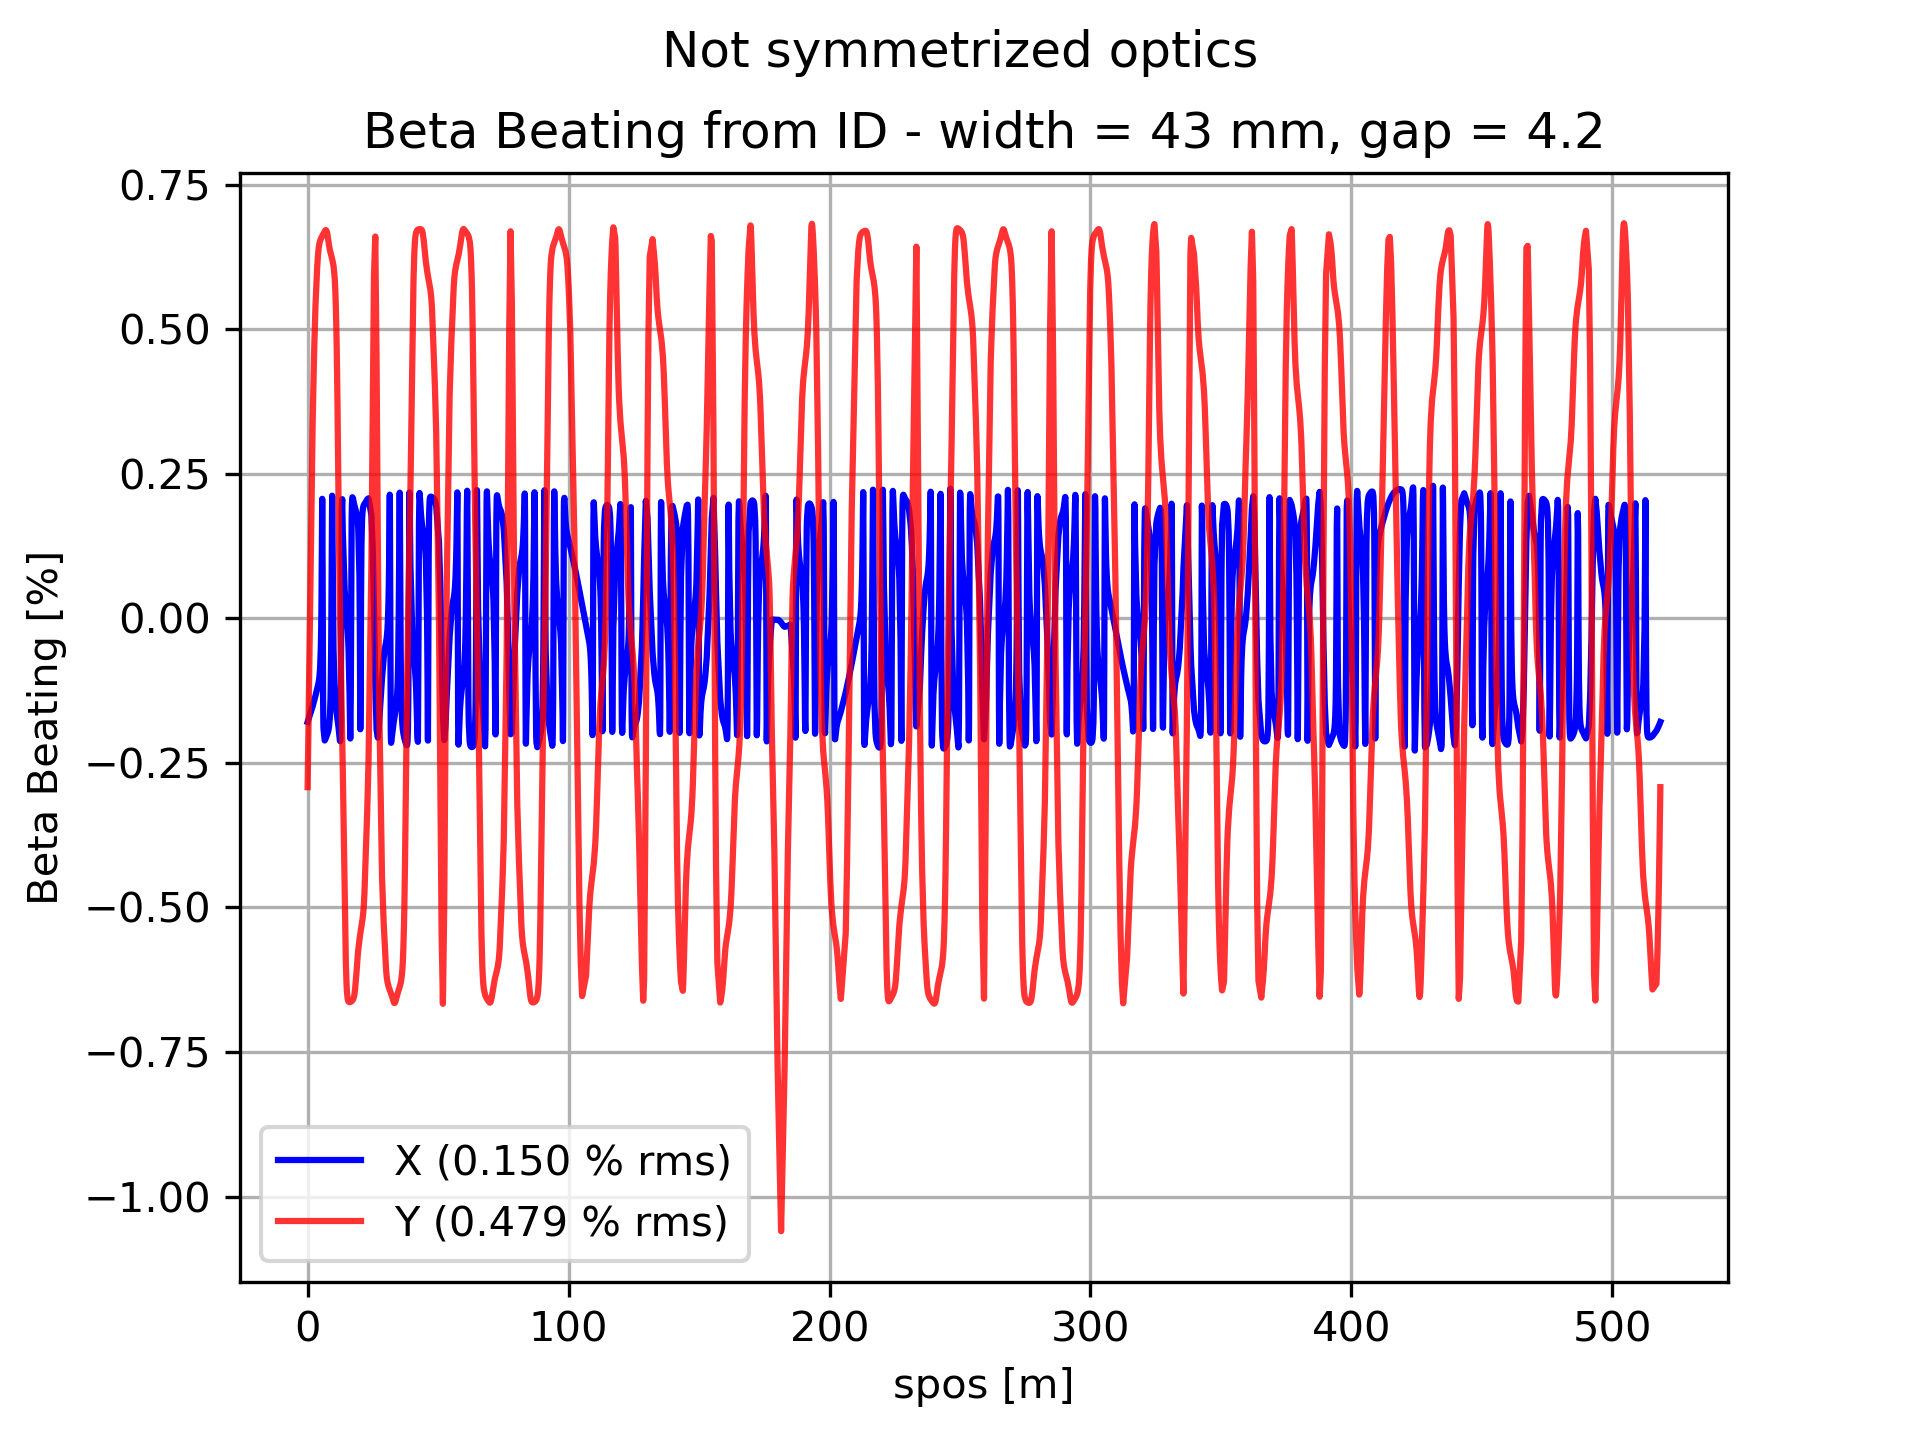 Not symmetrized optics
Beta Beating from ID - width = 43 mm, gap = 4.2
0.75
0.50
0.25
0.00
−0.25
−0.50
−0.75
−1.00
Beta Beating [%]
X (0.150 % rms)
Y (0.479 % rms)
0 100 200 300 400 500
spos [m]